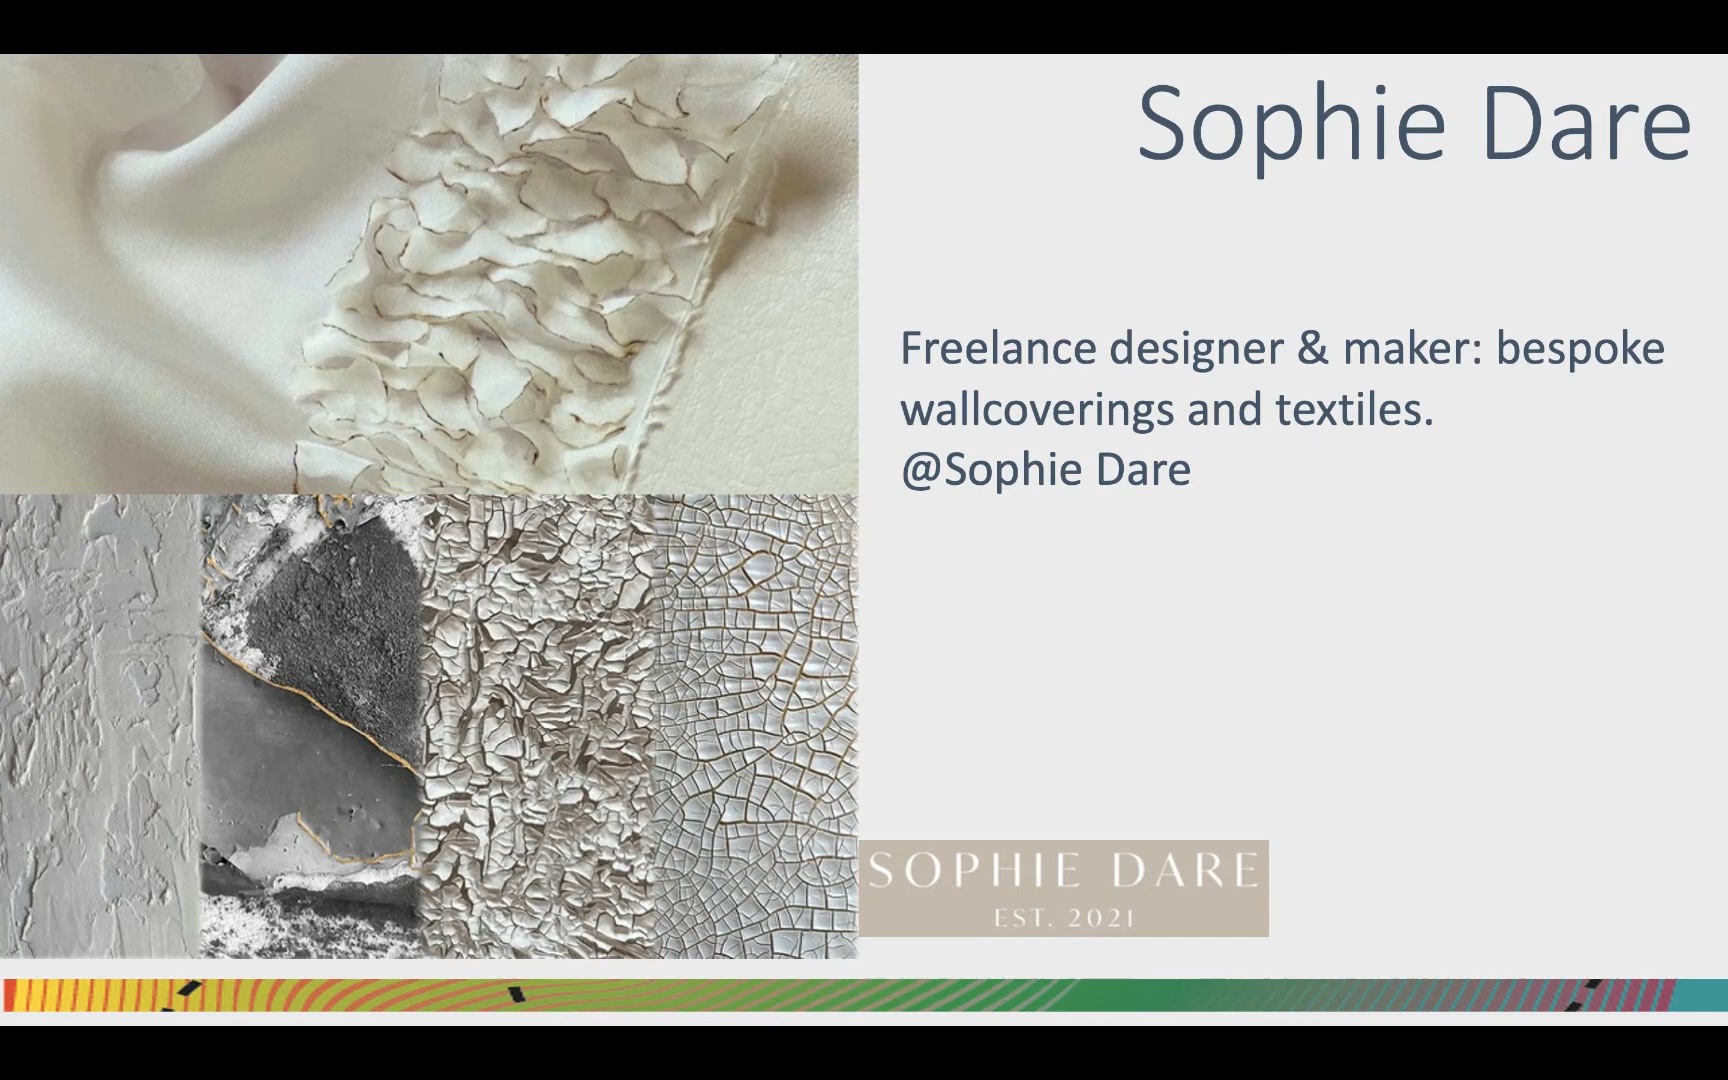 Sophie Dare
Freelance designer & maker: bespoke
wallcoverings and textiles.
@Sophie Dare
SOPHIE DARE
EST. 2021